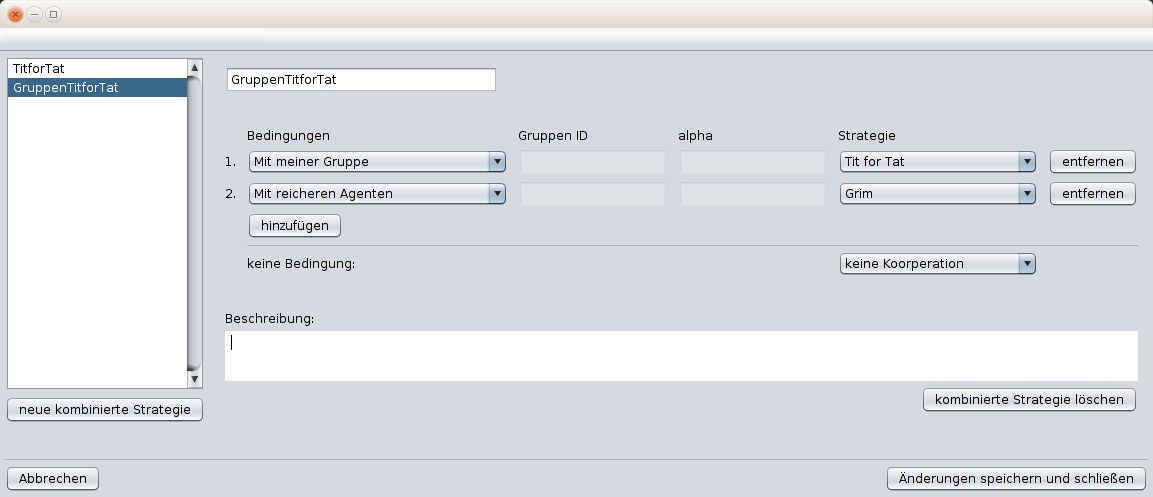 TitforTat
GruppenTitforTat
GruppenTitforTat
Bedingungen Gruppen ID alpha Strategie
1. Mit meiner Gruppe Tit for Tat entfernen
2. Mit reicheren Agenten Grim entfernen
hinzufügen
keine Bedingung: keine Koorperation
Beschreibung:
kombinierte Strategie löschen
neue kombinierte Strategie
Abbrechen Änderungen speichern und schließen